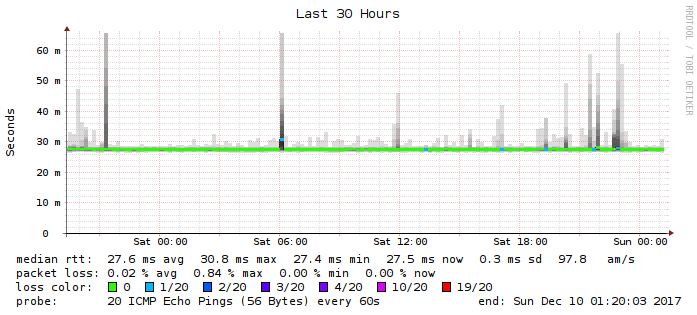 Last 30 Hours
RRDTOOL / TOBI OETIKER
Seconds
60 m
50 m
40 m
30 m
20 m
10 m
0
Sat 00:00 Sat 06:00 Sat 12:00 Sat 18:00 Sun 00:00
median rtt: 27.6 ms avg 30.8 ms max 27.4 ms min 27.5 ms now 0.3 ms sd 97.8 am/s
packet loss: 0.02 % avg 0.84 % max 0.00 % min 0.00 % now
loss color: 0 1/20 2/20 3/20 4/20 10/20 19/20
probe: 20 ICMP Echo Pings (56 Bytes) every 60s end: Sun Dec 10 01:20:03 2017